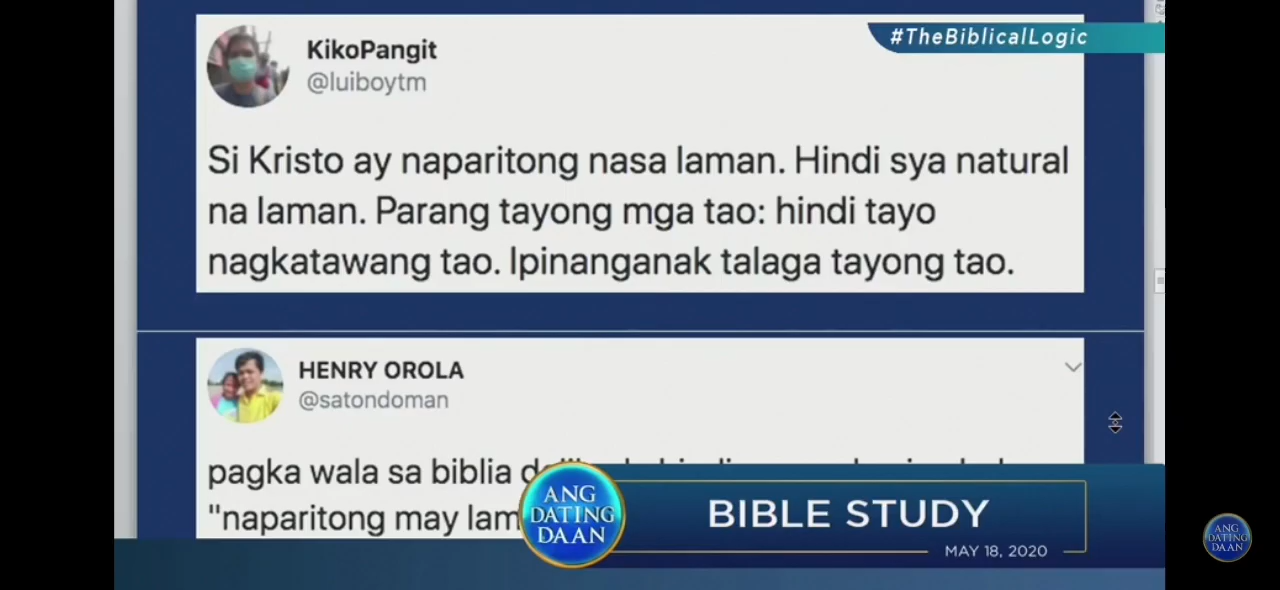 #TheBiblicalLogic
KikoPangit
@luiboytm
Si Kristo ay naparitong nasa laman. Hindi sya natural
na laman. Parang tayong mga tao: hindi tayo
nagkatawang tao. Ipinanganak talaga tayong tao.
HENRY OROLA
@satondoman
pagka wala sa biblia
"naparitong may
ANG
DATING
DAAN
BIBLE STUDY
MAY 18, 2020
ANG
DATING
DAAN